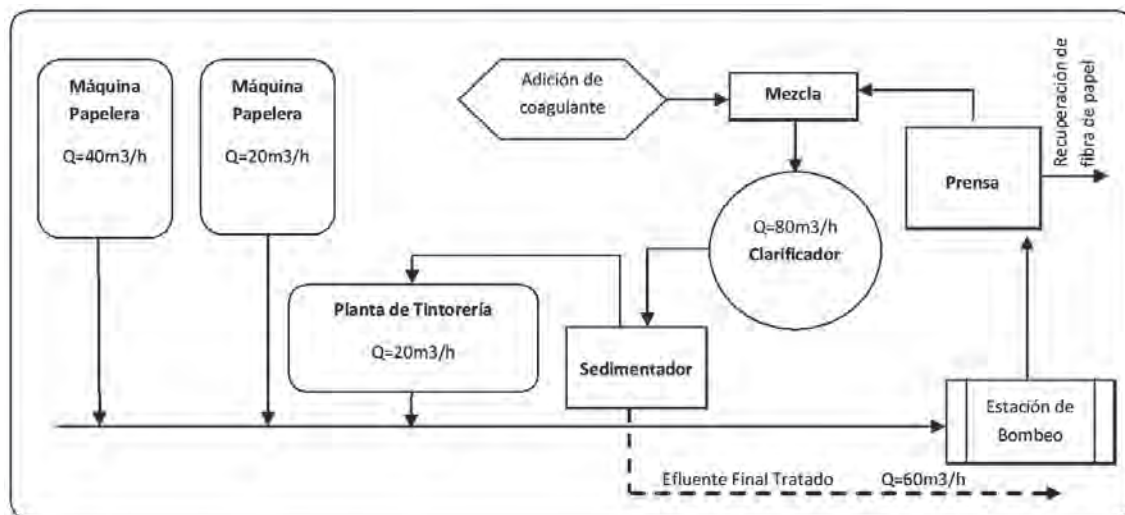 Máquina
Papelera
Q=40m3/h
Máquina
Papelera
Q=20m3/h
Adición de
coagulante
Mezcla
Prensa
Recuperación de
fibra de papel
Q=80m3/h
Clarificador
Planta de Tintorería
Q=20m3/h
Sedimentador
Estación de
Bombeo
Efluente Final Tratado Q=60m3/h